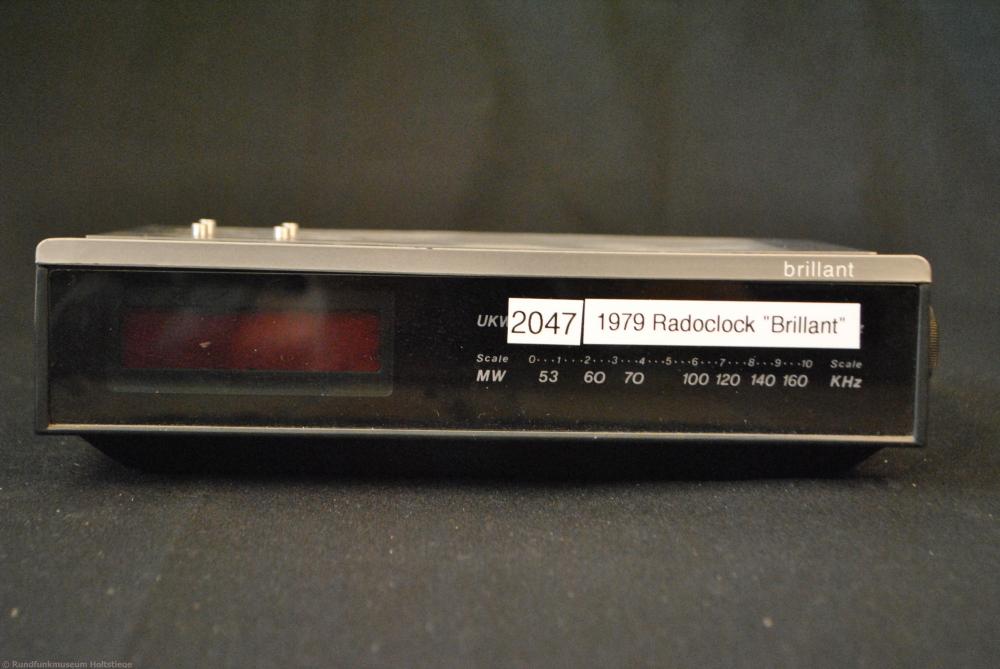 brillant
2047 1979 Radoclock "Brillant"
Scale 0···1···2···3···4···5···6···7···8···9···10 Scale
MW 53 60 70 100 120 140 160 KHz
© Rundfunkmuseum Holtstiege